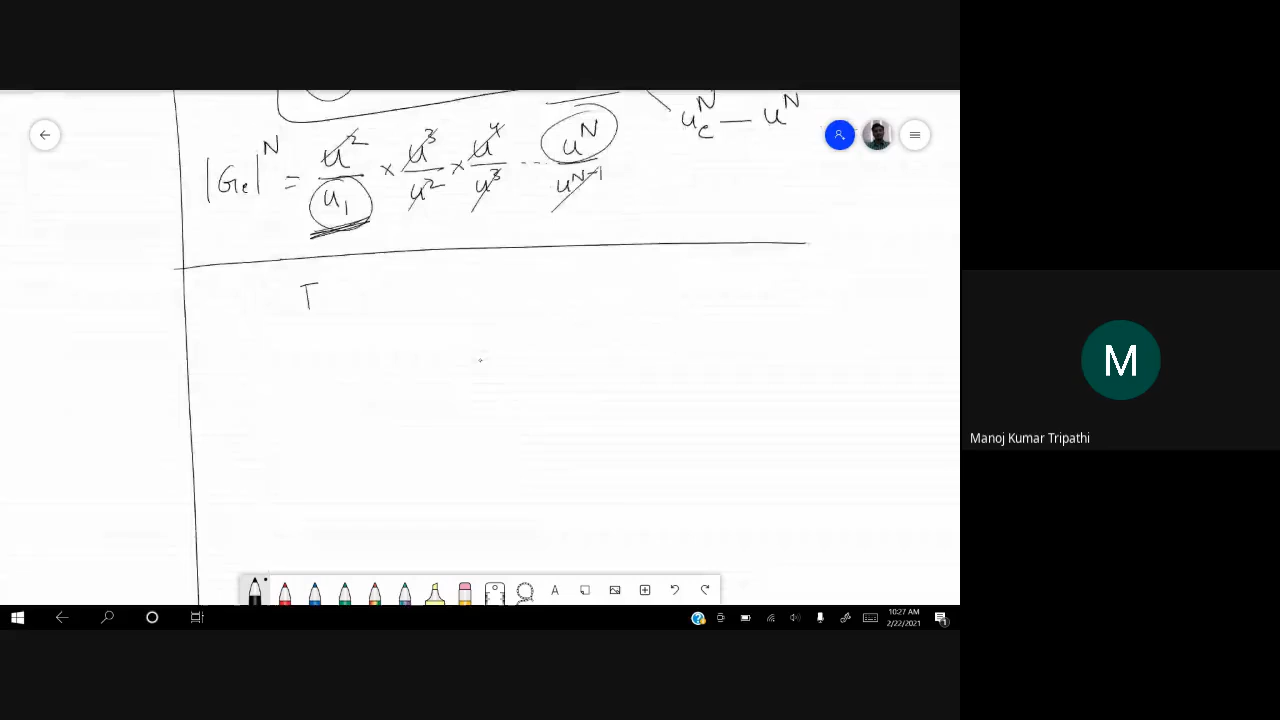 u_e^N — u^N
|G_e|^N = u^2/u_1 × u^3/u^2 × u^4/u^3 ... u^N/u^{N-1}
T
M
Manoj Kumar Tripathi
A
10:27 AM
2/22/2021